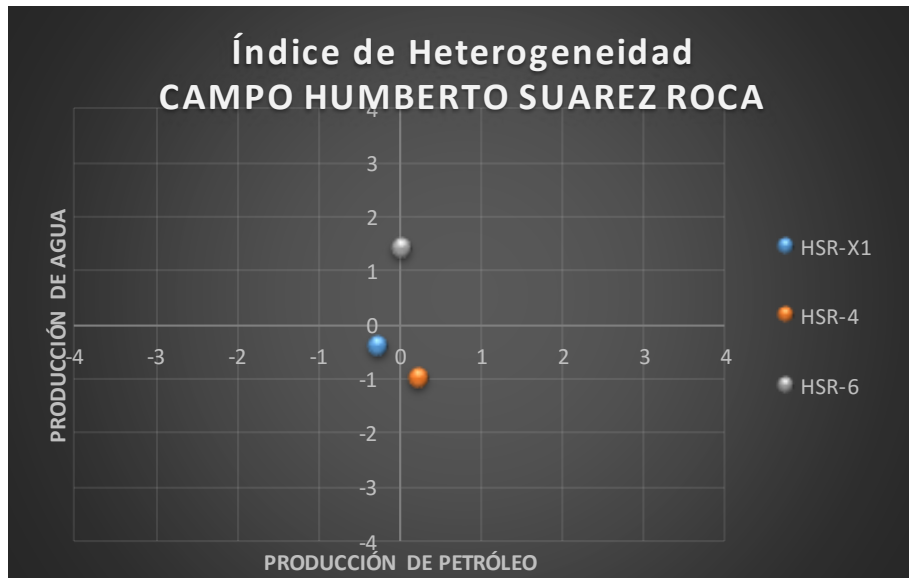 Índice de Heterogeneidad
CAMPO HUMBERTO SUAREZ ROCA
4
3
2
1
0
-4 -3 -2 -1 0 1 2 3 4
-1
-2
-3
-4
PRODUCCIÓN DE AGUA
PRODUCCIÓN DE PETRÓLEO
HSR-X1
HSR-4
HSR-6